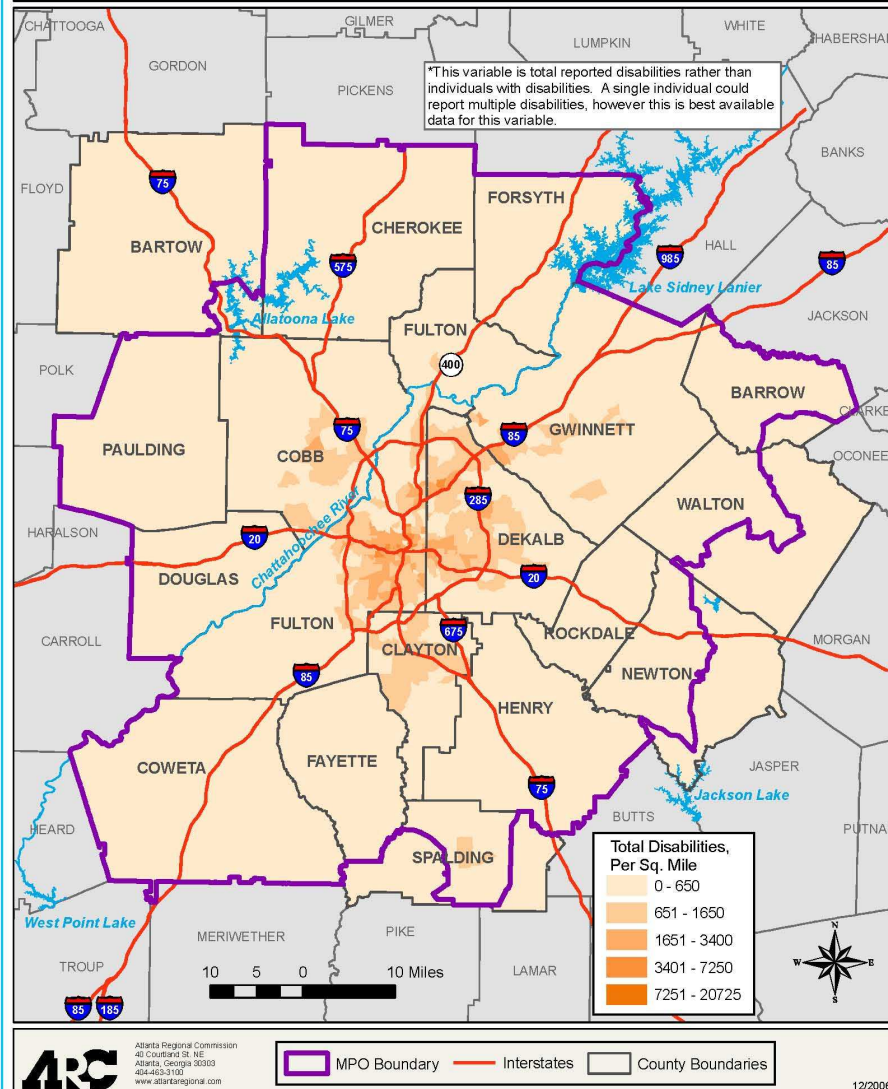 CHATTOOGA
GILMER
WHITE
LUMPKIN
GORDON
PICKENS
*This variable is total reported disabilities rather than
individuals with disabilities. A single individual could
report multiple disabilities, however this is best available
data for this variable.
BANKS
FLOYD
75
FORSYTH
CHEROKEE
BARTOW
HALL
575
985
85
Lake Sidney Lanier
Allatoona Lake
JACKSON
FULTON
POLK
400
BARROW
75
85
GWINNETT
PAULDING
COBB
OCONEE
285
WALTON
Chattahoochee River
HARALSON
20
DEKALB
DOUGLAS
20
FULTON
675
ROCKDALE
CARROLL
CLAYTON
MORGAN
85
NEWTON
HENRY
COWETA
FAYETTE
JASPER
75
Jackson Lake
HEARD
BUTTS
SPALDING
Total Disabilities,
Per Sq. Mile
0 - 650
651 - 1650
1651 - 3400
3401 - 7250
7251 - 20725
West Point Lake
MERIWETHER
PIKE
TROUP
LAMAR
10 5 0 10 Miles
N
W E
S
85 185
ARC
Atlanta Regional Commission
40 Courtland St. NE
Atlanta, Georgia 30303
404-463-3100
www.atlantaregional.com
MPO Boundary
Interstates
County Boundaries